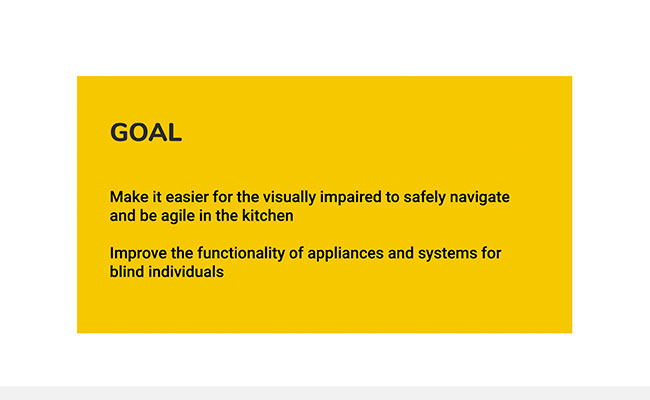 GOAL
Make it easier for the visually impaired to safely navigate
and be agile in the kitchen
Improve the functionality of appliances and systems for
blind individuals